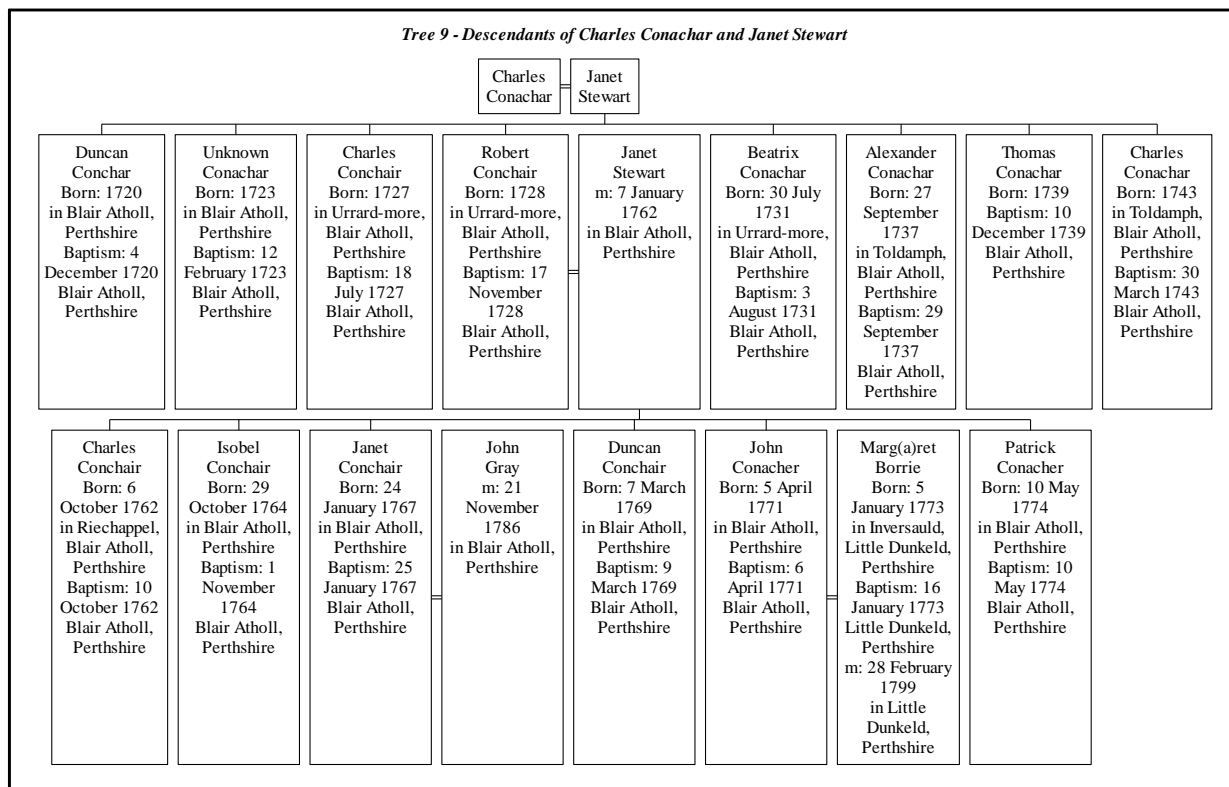 Tree 9 - Descendants of Charles Conachar and Janet Stewart
Charles
Conachar
Janet
Stewart
Duncan
Conchar
Born: 1720
in Blair Atholl,
Perthshire
Baptism: 4
December 1720
Blair Atholl,
Perthshire
Unknown
Conachar
Born: 1723
in Blair Atholl,
Perthshire
Baptism: 12
February 1723
Blair Atholl,
Perthshire
Charles
Conchair
Born: 1727
in Urrard-more,
Blair Atholl,
Perthshire
Baptism: 18
July 1727
Blair Atholl,
Perthshire
Robert
Conchair
Born: 1728
in Urrard-more,
Blair Atholl,
Perthshire
Baptism: 17
November
1728
Blair Atholl,
Perthshire
Janet
Stewart
m: 7 January
1762
in Blair Atholl,
Perthshire
Beatrix
Conachar
Born: 30 July
1731
in Urrard-more,
Blair Atholl,
Perthshire
Baptism: 3
August 1731
Blair Atholl,
Perthshire
Alexander
Conachar
Born: 27
September
1737
in Toldamph,
Blair Atholl,
Perthshire
Baptism: 29
September
1737
Blair Atholl,
Perthshire
Thomas
Conachar
Born: 1739
Baptism: 10
December 1739
Blair Atholl,
Perthshire
Charles
Conachar
Born: 1743
in Toldamph,
Blair Atholl,
Perthshire
Baptism: 30
March 1743
Blair Atholl,
Perthshire
Charles
Conchair
Born: 6
October 1762
in Riechappel,
Blair Atholl,
Perthshire
Baptism: 10
October 1762
Blair Atholl,
Perthshire
Isobel
Conchair
Born: 29
October 1764
in Blair Atholl,
Perthshire
Baptism: 1
November
1764
Blair Atholl,
Perthshire
Janet
Conchair
Born: 24
January 1767
in Blair Atholl,
Perthshire
Baptism: 25
January 1767
Blair Atholl,
Perthshire
John
Gray
m: 21
November
1786
in Blair Atholl,
Perthshire
Duncan
Conchair
Born: 7 March
1769
in Blair Atholl,
Perthshire
Baptism: 9
March 1769
Blair Atholl,
Perthshire
John
Conacher
Born: 5 April
1771
in Blair Atholl,
Perthshire
Baptism: 6
April 1771
Blair Atholl,
Perthshire
Marg(a)ret
Borrie
Born: 5
January 1773
in Inversauld,
Little Dunkeld,
Perthshire
Baptism: 16
January 1773
Little Dunkeld,
Perthshire
m: 28 February
1799
in Little
Dunkeld,
Perthshire
Patrick
Conacher
Born: 10 May
1774
in Blair Atholl,
Perthshire
Baptism: 10
May 1774
Blair Atholl,
Perthshire